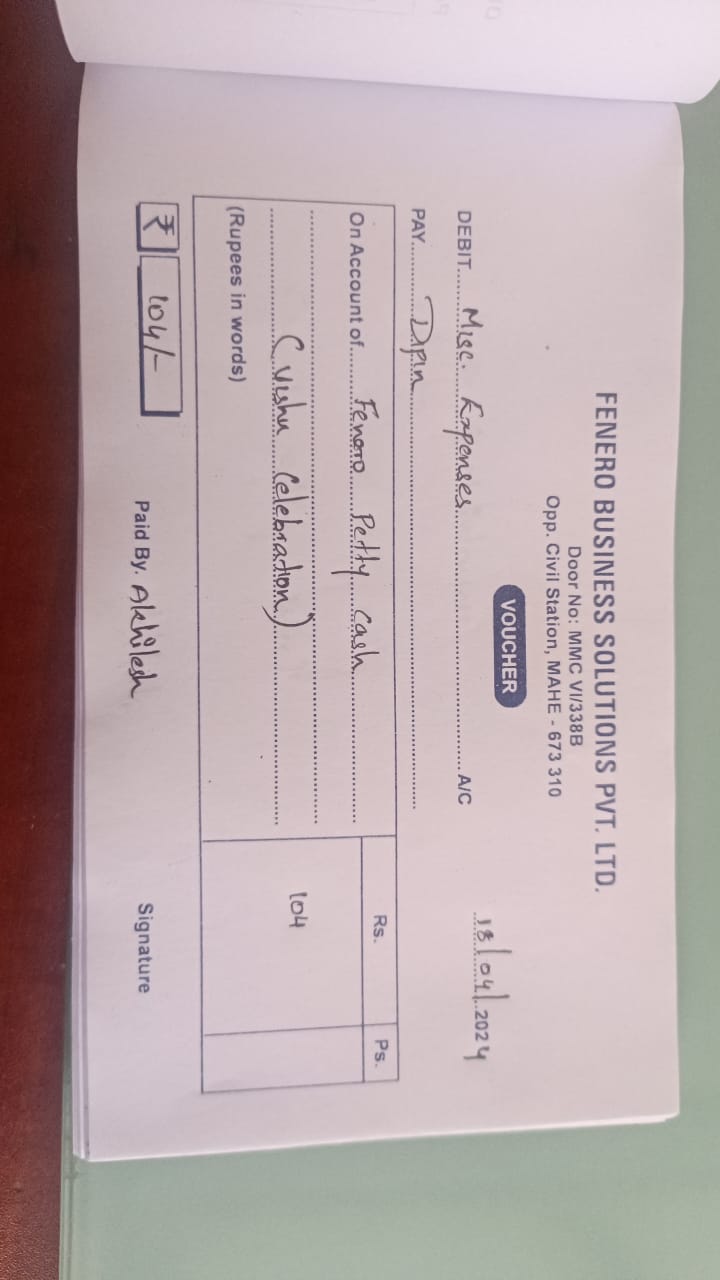 FENERO BUSINESS SOLUTIONS PVT. LTD.
Door No: MMC VI/338B
Opp. Civil Station, MAHE - 673 310
VOUCHER
18/04/2024
DEBIT Misc. Expenses A/C
PAY Dipin
Rs. Ps.
On Account of Fenero Petty cash
(Vishu Celebration) 104
(Rupees in words)
₹ 104/-
Paid By. Akhilesh
Signature